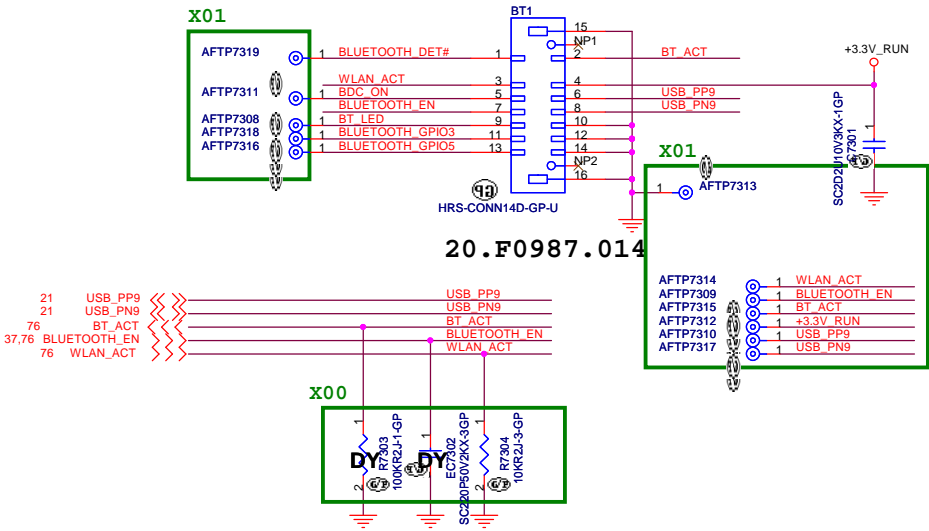 X01
BT1
AFTP7319
1 BLUETOOTH_DET# 1
15
NP1
2 BT_ACT
+3.3V_RUN
WLAN_ACT 3
4
AFTP7311
1 BDC_ON 5
6 USB_PP9
BLUETOOTH_EN 7
8 USB_PN9
AFTP7308
1 BT_LED 9
10
AFTP7318
1 BLUETOOTH_GPIO3 11
12
AFTP7316
1 BLUETOOTH_GPIO5 13
14
NP2
16
1
SC2D2U10V3KX-1GP
HRS-CONN14D-GP-U
20.F0987.014
X01
1 AFTP7313
AFTP7314 1 WLAN_ACT
AFTP7309 1 BLUETOOTH_EN
AFTP7315 1 BT_ACT
AFTP7312 1 +3.3V_RUN
AFTP7310 1 USB_PP9
AFTP7317 1 USB_PN9
21 USB_PP9 USB_PP9
21 USB_PN9 USB_PN9
76 BT_ACT BT_ACT
37,76 BLUETOOTH_EN BLUETOOTH_EN
76 WLAN_ACT WLAN_ACT
X00
1
1
1
DY
R7303
100KR2J-1-GP
2
DY
EC7302
SC220P50V2KX-3GP
R7304
10KR2J-3-GP
2